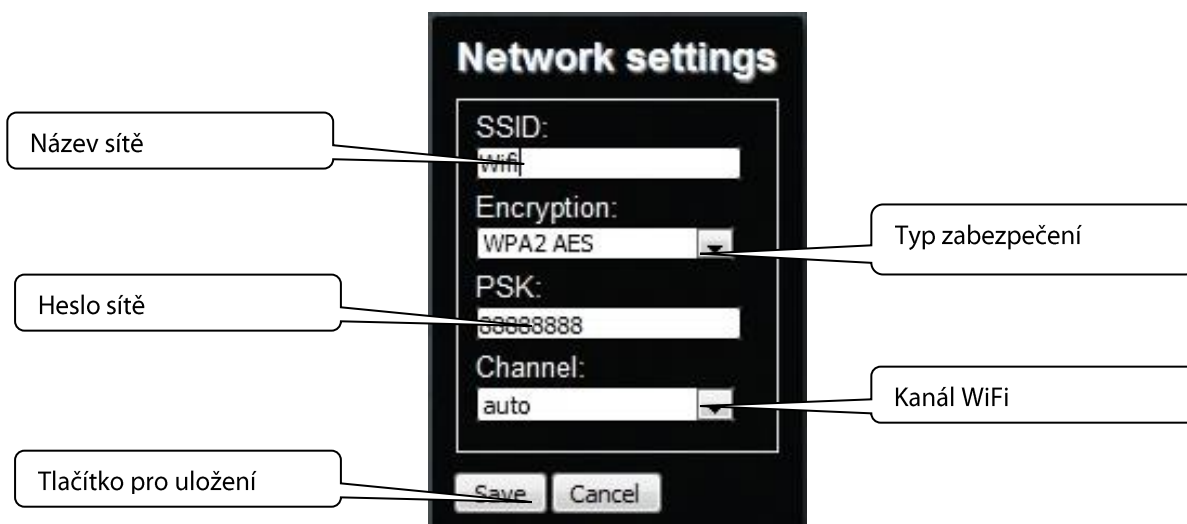 Network settings
SSID:
Název sítě
Wifi
Encryption:
WPA2 AES
Typ zabezpečení
PSK:
Heslo sítě
88888888
Channel:
auto
Kanál WiFi
Tlačítko pro uložení
Save Cancel